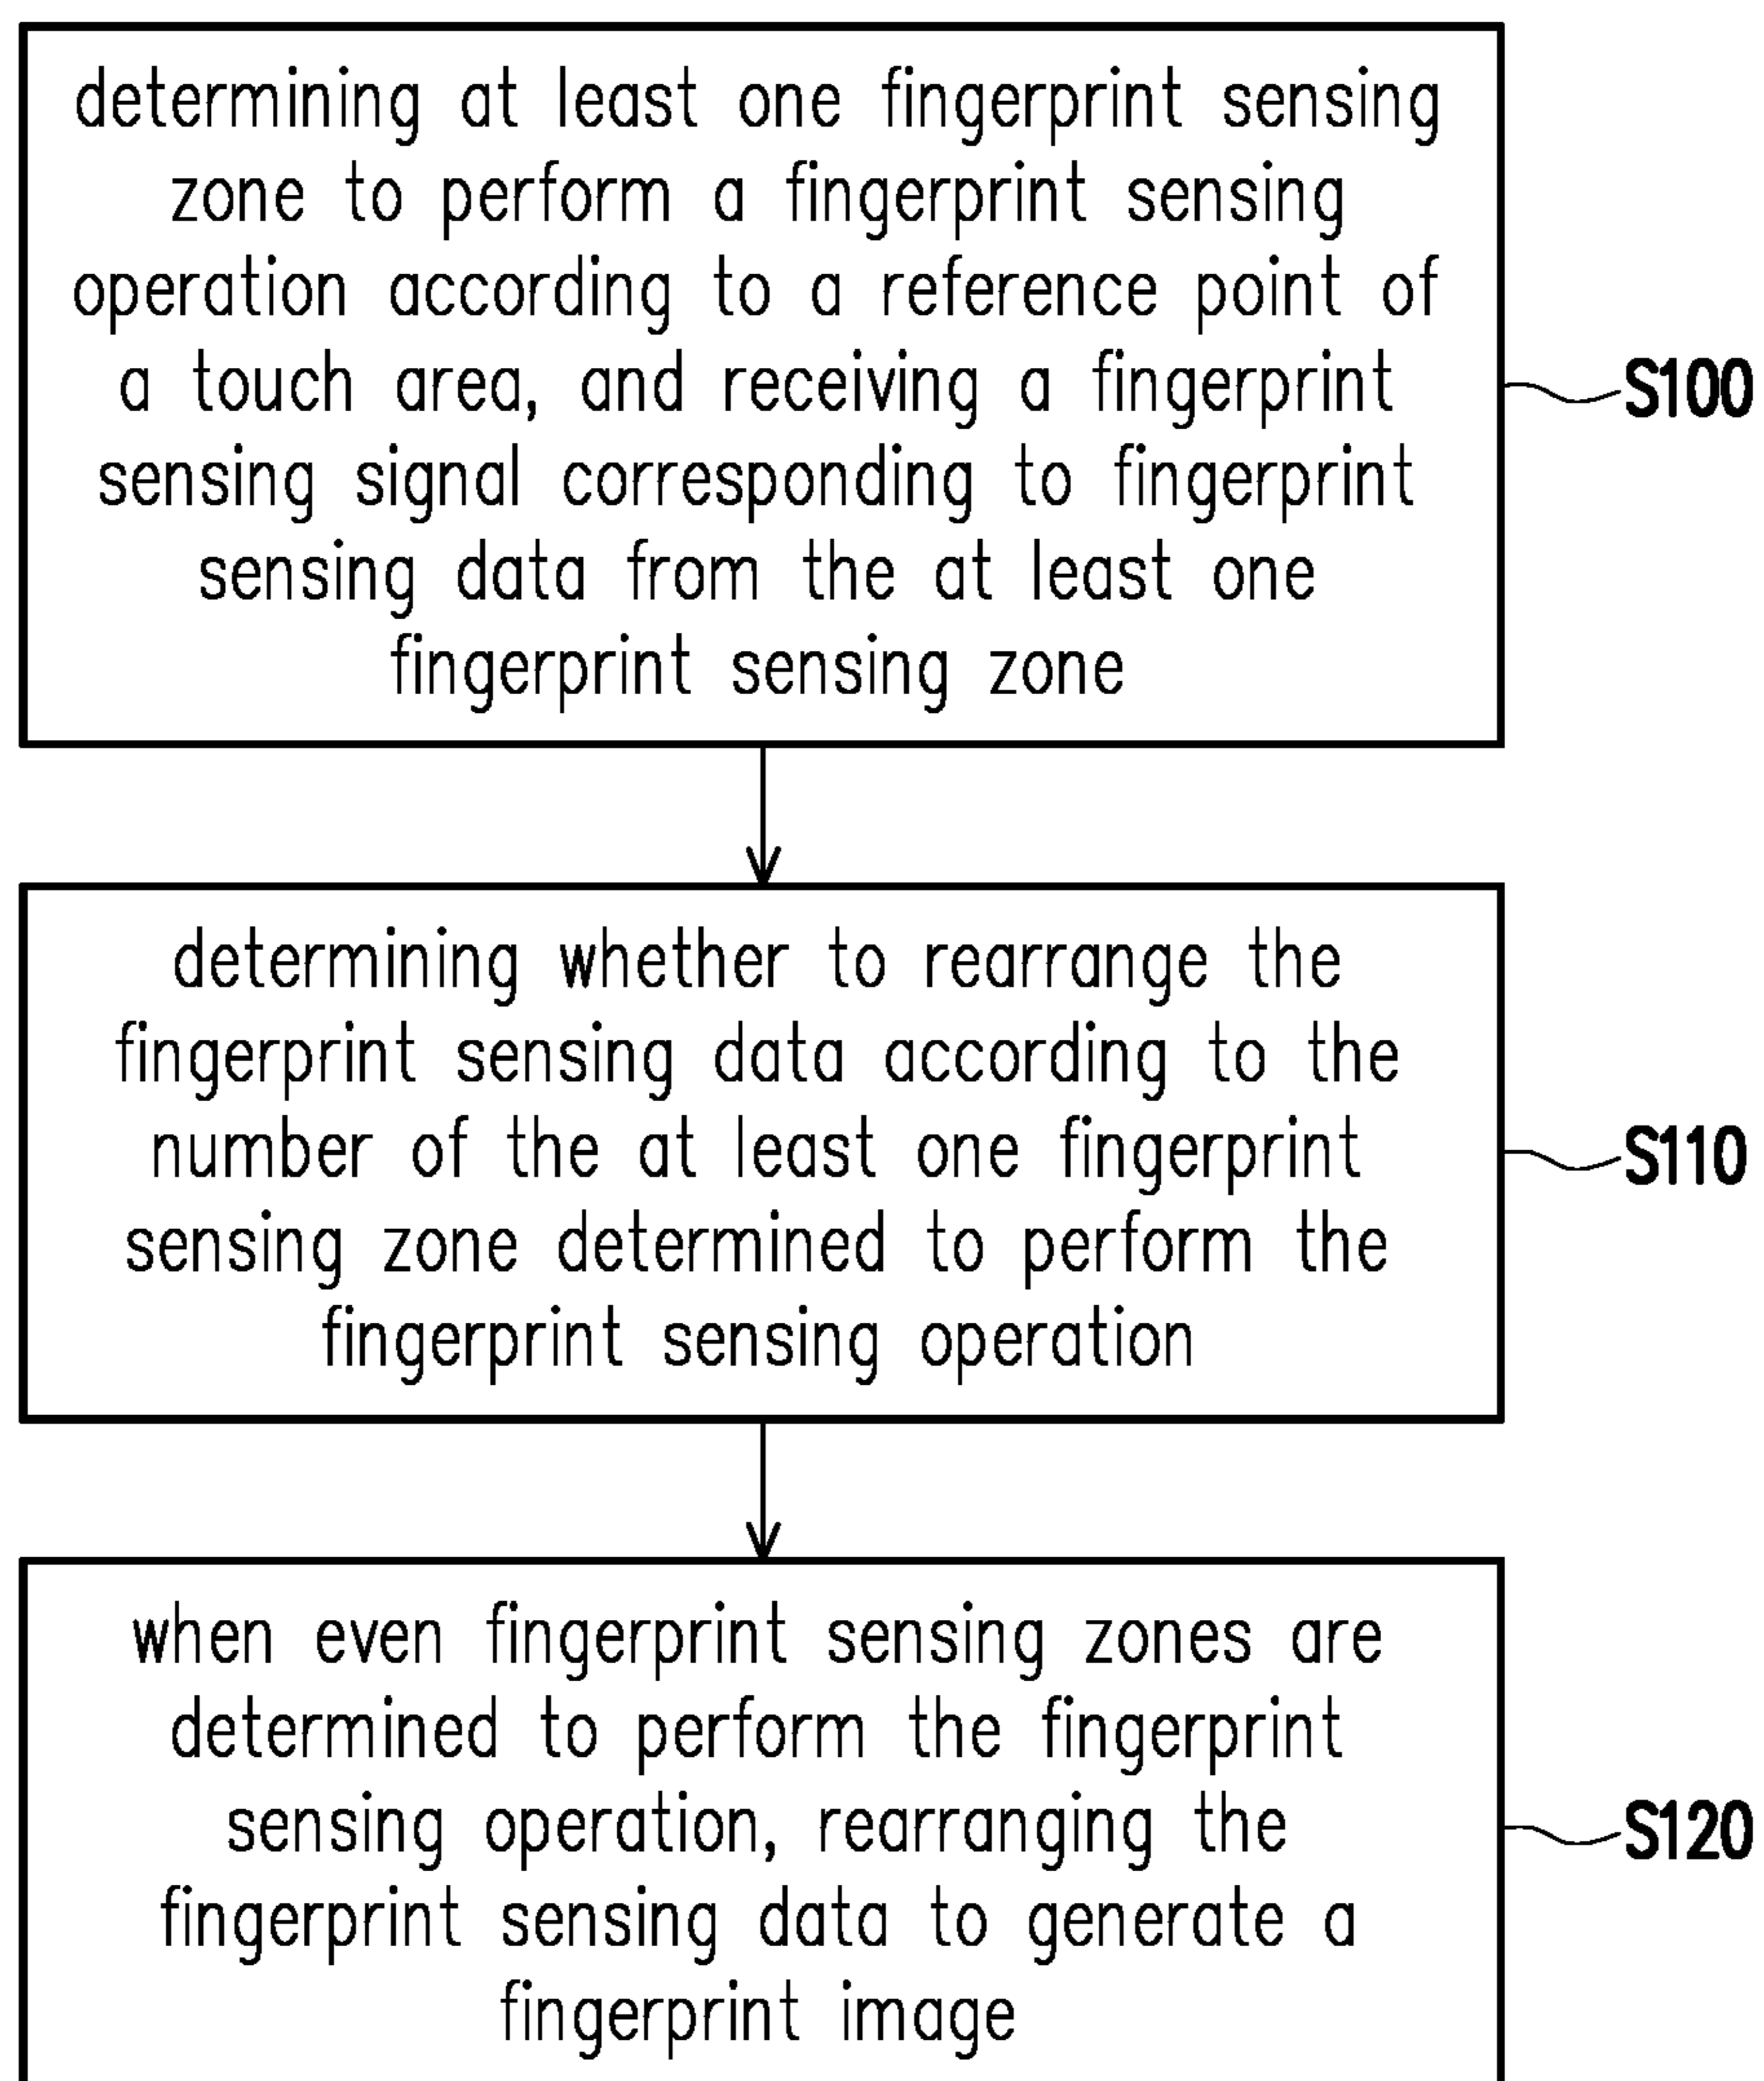 determining at least one fingerprint sensing
zone to perform a fingerprint sensing
operation according to a reference point of
a touch area, and receiving a fingerprint
sensing signal corresponding to fingerprint
sensing data from the at least one
fingerprint sensing zone
S100
determining whether to rearrange the
fingerprint sensing data according to the
number of the at least one fingerprint
sensing zone determined to perform the
fingerprint sensing operation
S110
when even fingerprint sensing zones are
determined to perform the fingerprint
sensing operation, rearranging the
fingerprint sensing data to generate a
fingerprint image
S120